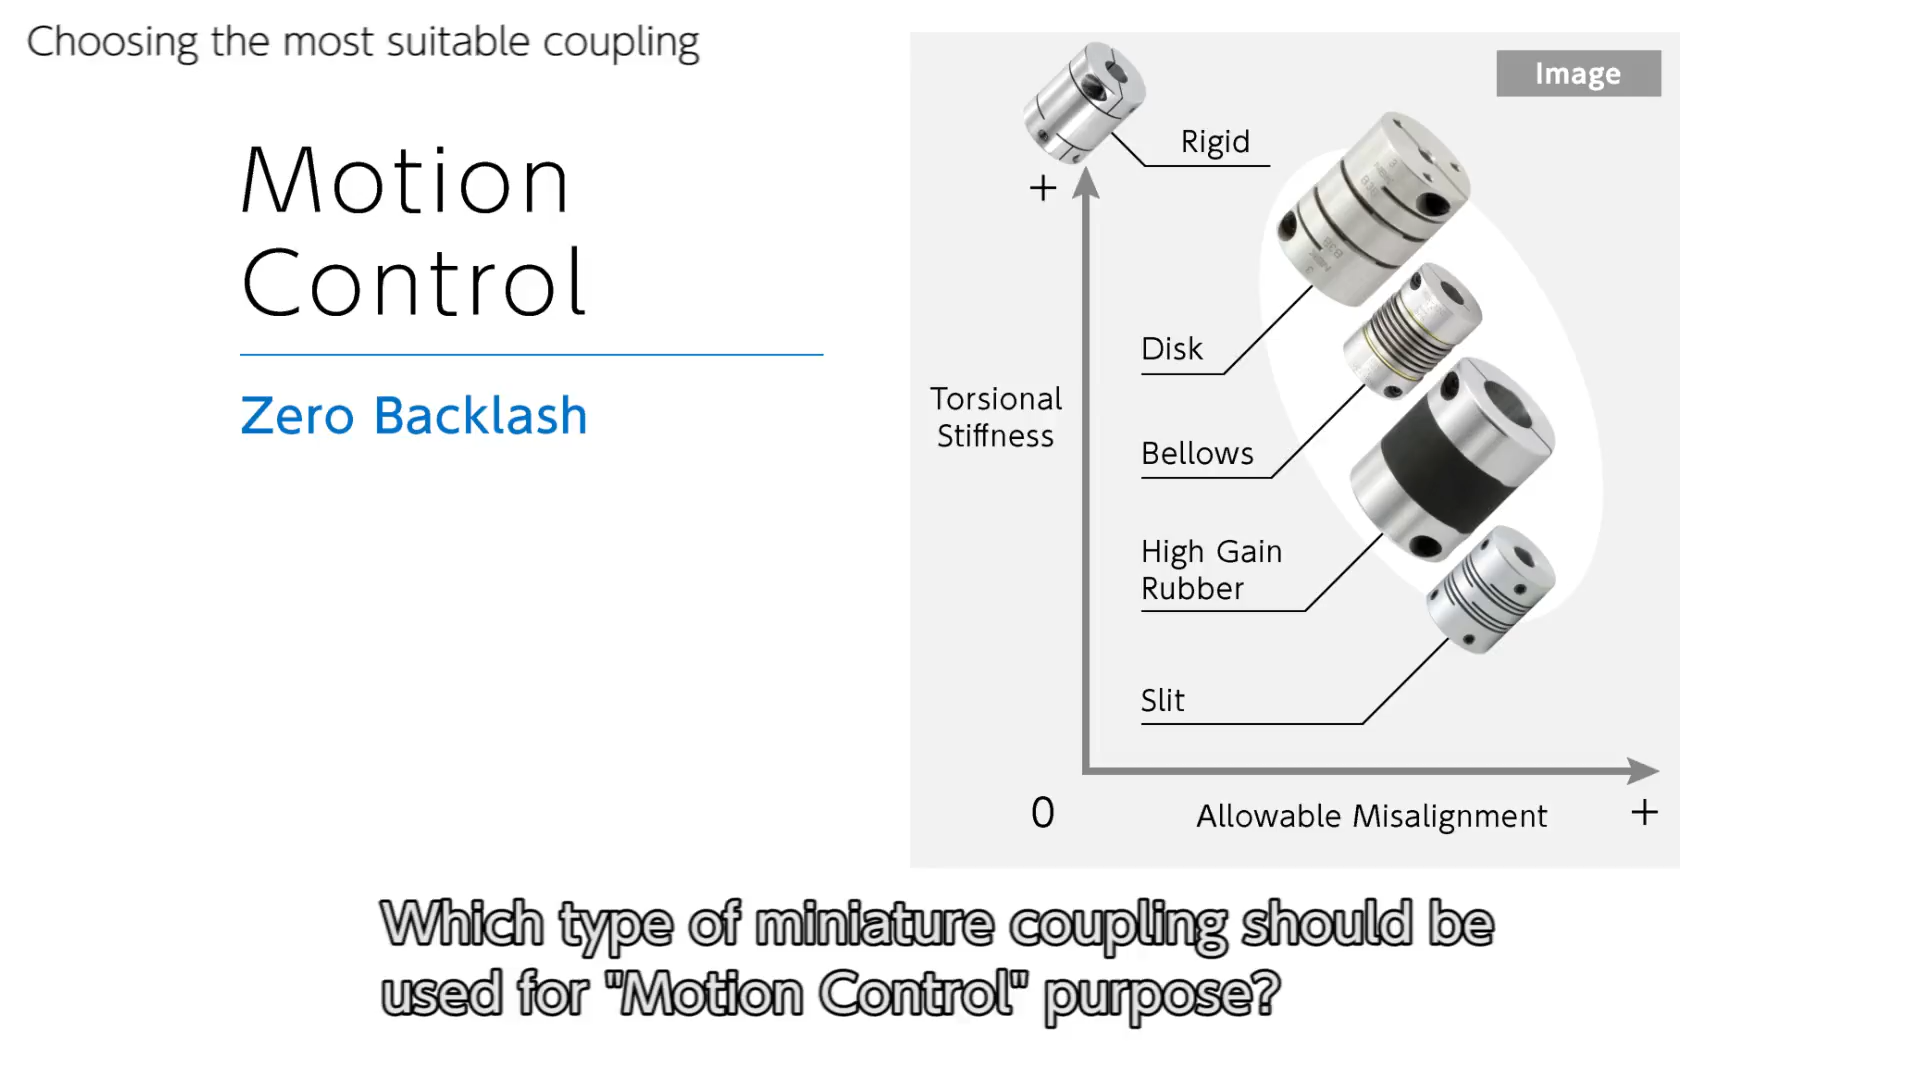 Choosing the most suitable coupling
Motion
Control
Zero Backlash
Image
Rigid
+
Disk
Torsional
Stiffness
Bellows
High Gain
Rubber
Slit
0
Allowable Misalignment
+
Which type of miniature coupling should be
used for "Motion Control" purpose?